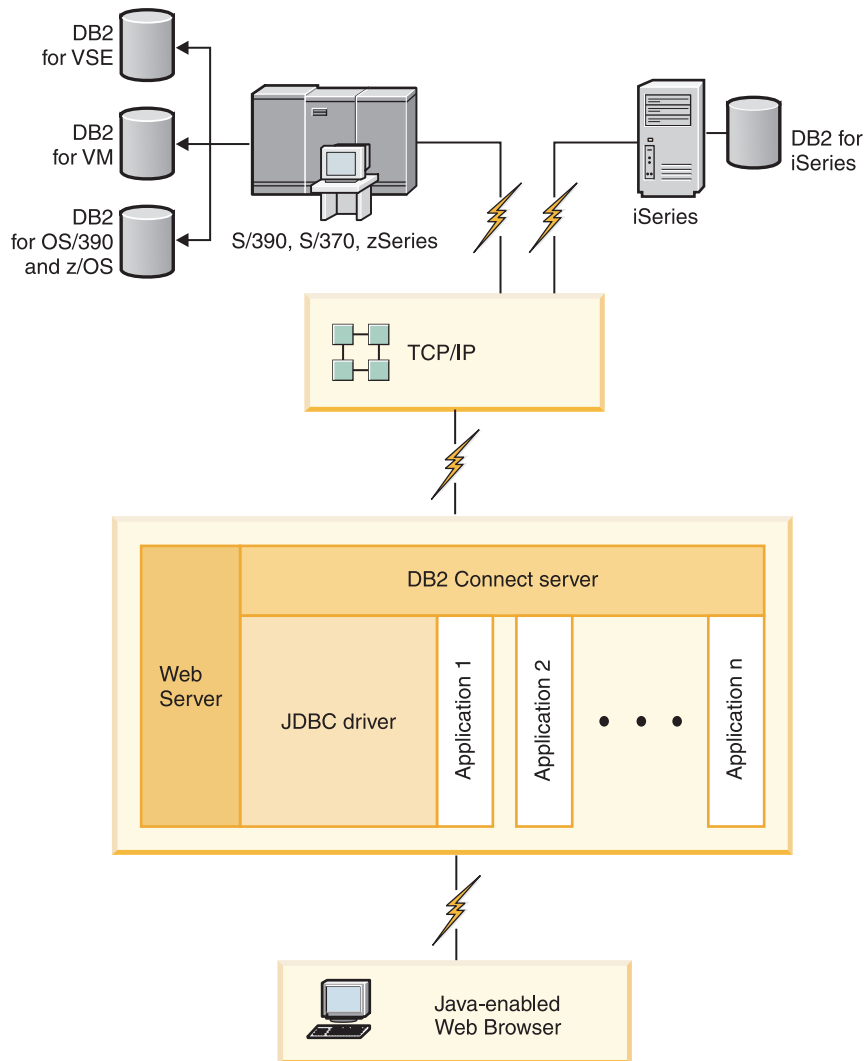 DB2
for VSE
DB2
for VM
DB2
for OS/390
and z/OS
S/390, S/370, zSeries
iSeries
DB2 for
iSeries
TCP/IP
DB2 Connect server
Web
Server
JDBC driver
Application 1
Application 2
Application n
Java-enabled
Web Browser